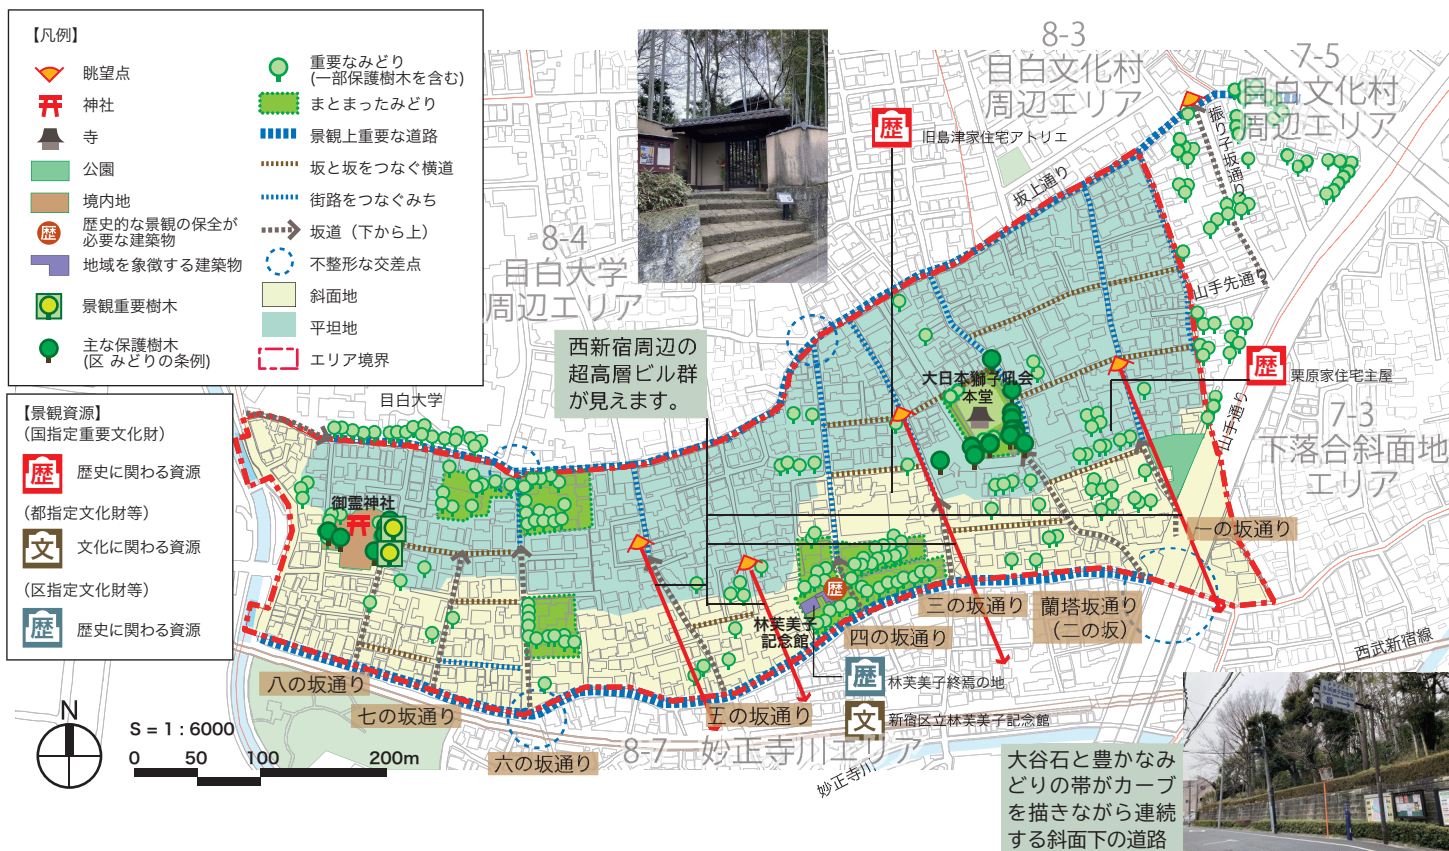 【凡例】
眺望点
神社
寺
公園
境内地
歴史的な景観の保全が
必要な建築物
地域を象徴する建築物
景観重要樹木
主な保護樹木
(区 みどりの条例)
重要なみどり
(一部保護樹木を含む)
まとまったみどり
景観上重要な道路
坂と坂をつなぐ横道
街路をつなぐみち
坂道（下から上）
不整形な交差点
斜面地
平坦地
エリア境界
歴
【景観資源】
(国指定重要文化財)
歴
歴史に関わる資源
(都指定文化財等)
文
文化に関わる資源
(区指定文化財等)
歴
歴史に関わる資源
8-3
目白文化村
周辺エリア
7-5
目白文化村
周辺エリア
8-4
目白大学
周辺エリア
7-3
下落合斜面地
エリア
8-7 妙正寺川エリア
歴
旧島津家住宅アトリエ
坂上通り
振り子坂通り
山手先通り
山手通り
歴
栗原家住宅主屋
西新宿周辺の
超高層ビル群
が見えます。
大日本獅子吼会
本堂
目白大学
御霊神社
歴
林芙美子
記念館
一の坂通り
蘭塔坂通り
（二の坂）
三の坂通り
四の坂通り
五の坂通り
六の坂通り
七の坂通り
八の坂通り
歴
林芙美子終焉の地
文
新宿区立林芙美子記念館
妙正寺川
西武新宿線
大谷石と豊かなみ
どりの帯がカーブ
を描きながら連続
する斜面下の道路
N
S = 1 : 6000
0 50 100 200m